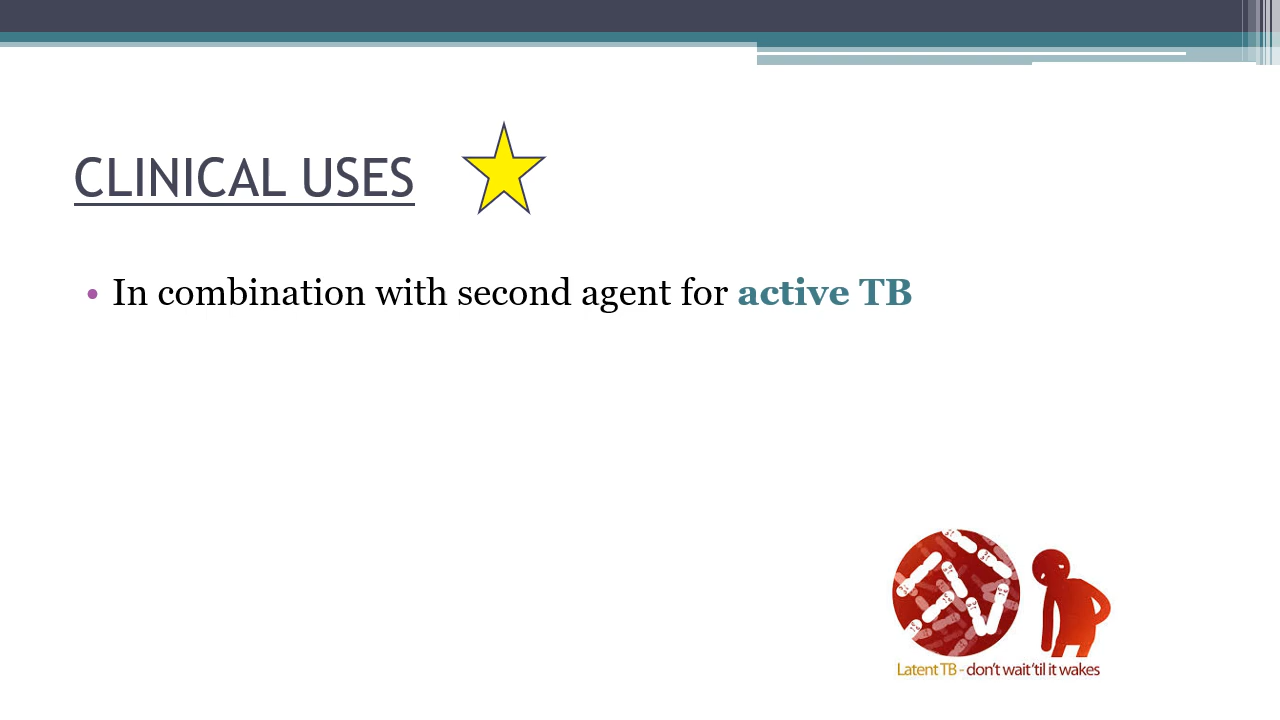 CLINICAL USES
• In combination with second agent for active TB
Latent TB - don't wait 'til it wakes